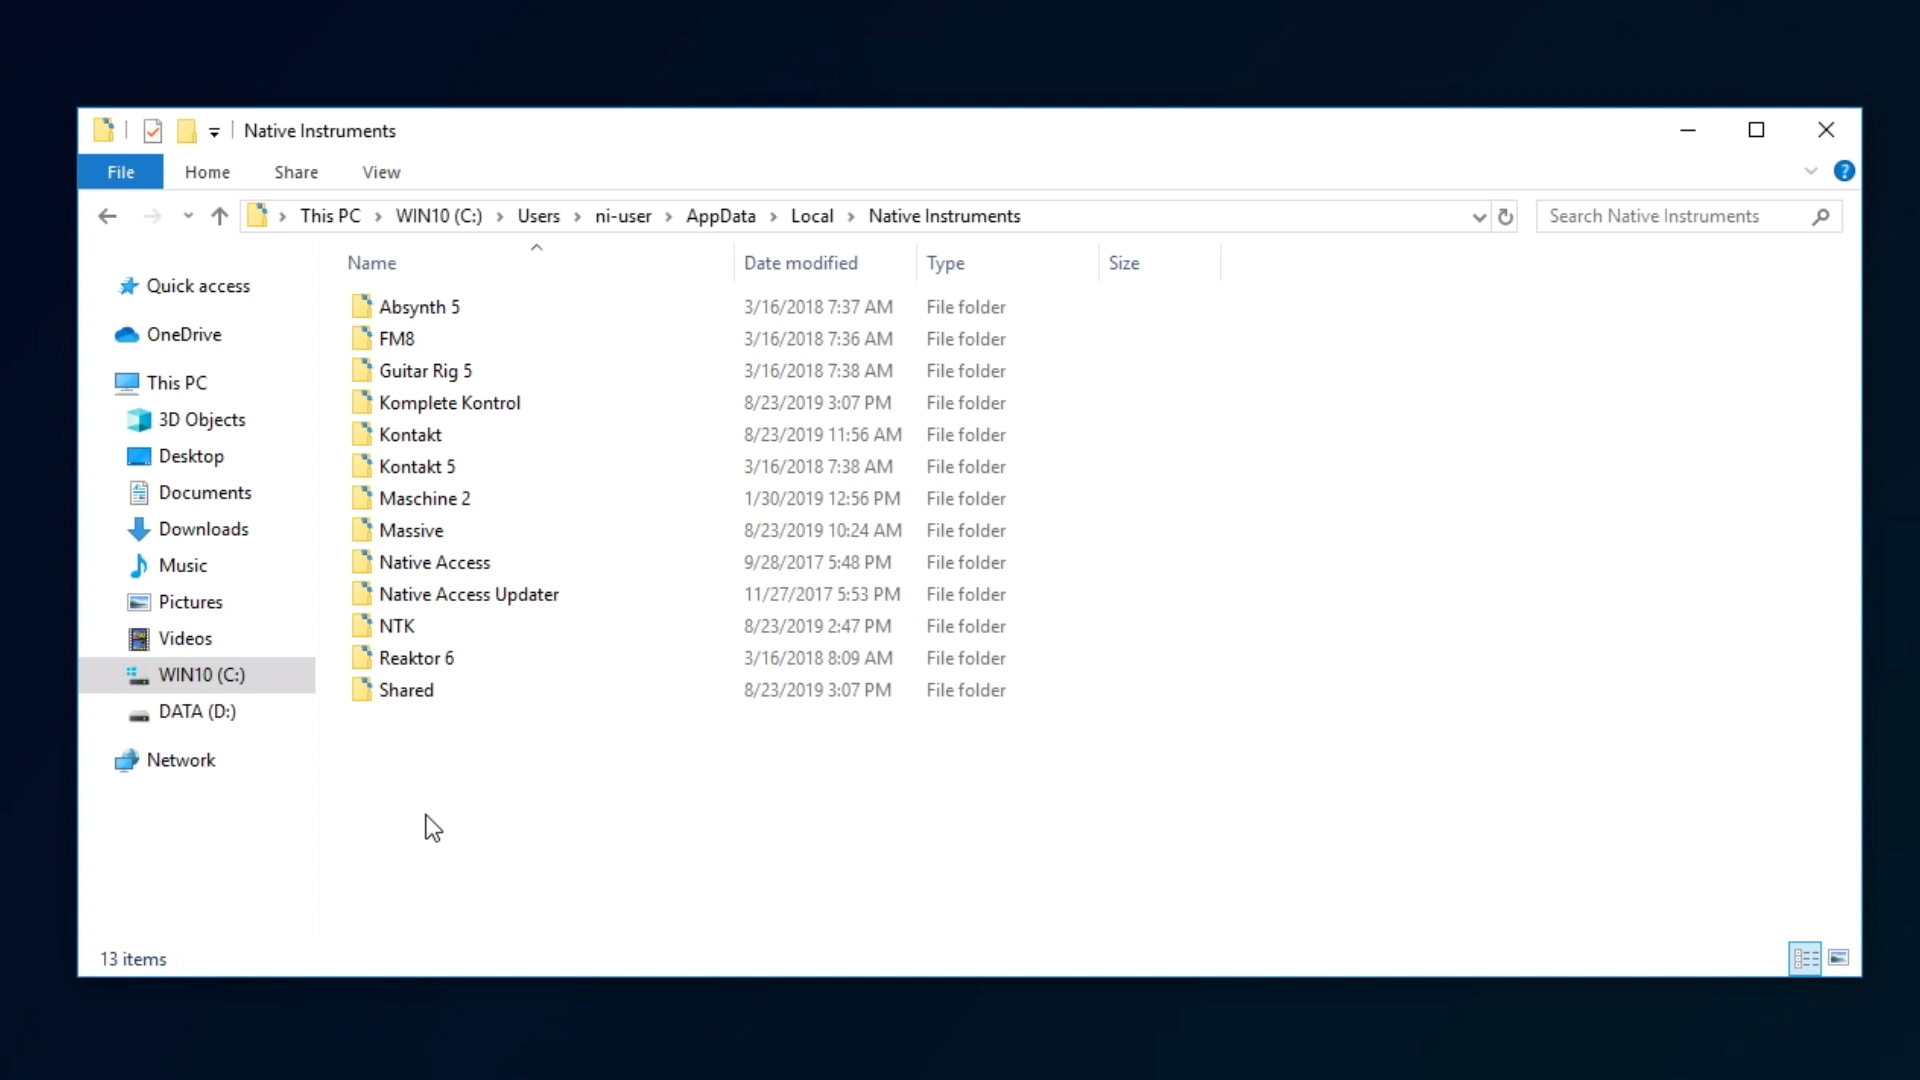 Native Instruments
File Home Share View
This PC WIN10 (C:) Users ni-user AppData Local Native Instruments
Search Native Instruments
Name Date modified Type Size
Quick access
OneDrive
This PC
3D Objects
Desktop
Documents
Downloads
Music
Pictures
Videos
WIN10 (C:)
DATA (D:)
Network
Absynth 5 3/16/2018 7:37 AM File folder
FM8 3/16/2018 7:36 AM File folder
Guitar Rig 5 3/16/2018 7:38 AM File folder
Komplete Kontrol 8/23/2019 3:07 PM File folder
Kontakt 8/23/2019 11:56 AM File folder
Kontakt 5 3/16/2018 7:38 AM File folder
Maschine 2 1/30/2019 12:56 PM File folder
Massive 8/23/2019 10:24 AM File folder
Native Access 9/28/2017 5:48 PM File folder
Native Access Updater 11/27/2017 5:53 PM File folder
NTK 8/23/2019 2:47 PM File folder
Reaktor 6 3/16/2018 8:09 AM File folder
Shared 8/23/2019 3:07 PM File folder
13 items